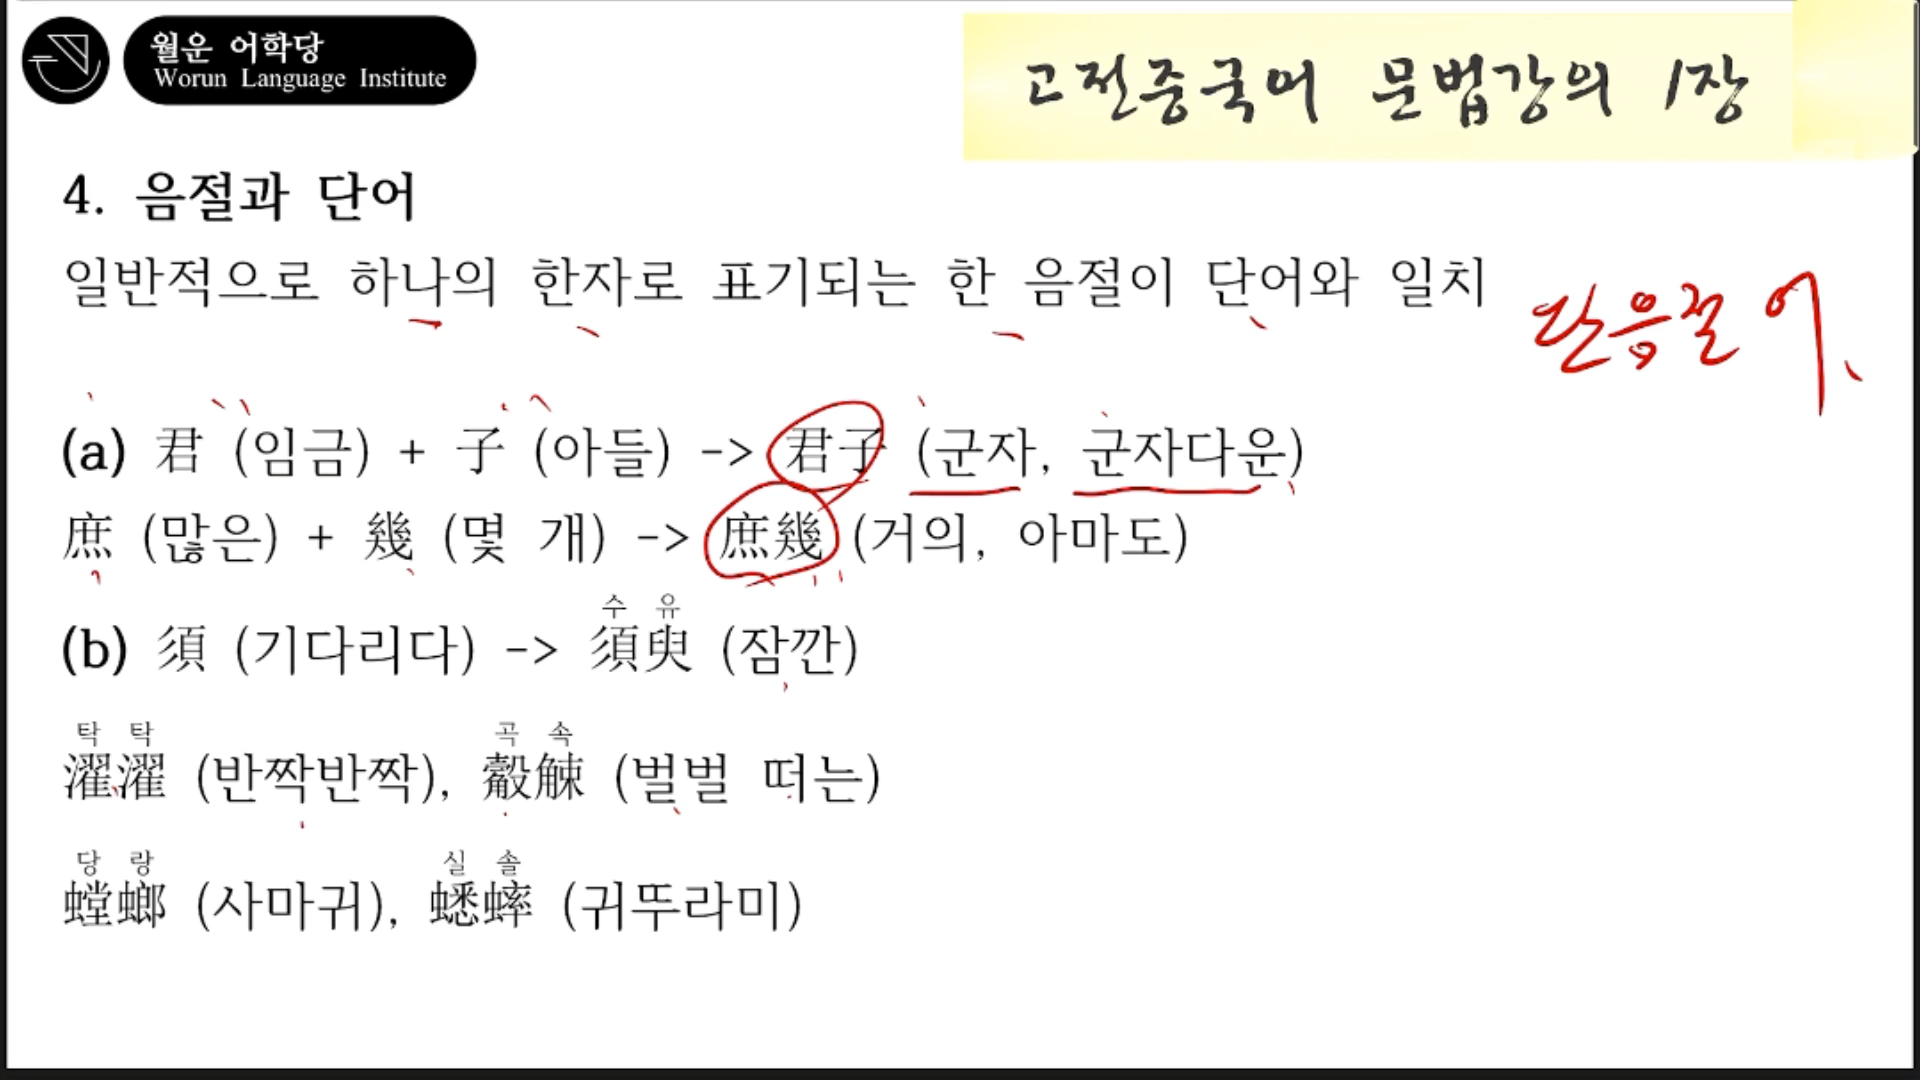 월운 어학당
Worun Language Institute
고전중국어 문법강의 1장
4. 음절과 단어
일반적으로 하나의 한자로 표기되는 한 음절이 단어와 일치
단음절어
(a) 君 (임금) + 子 (아들) -> 君子 (군자, 군자다운)
庶 (많은) + 幾 (몇 개) -> 庶幾 (거의, 아마도)
수 유
(b) 須 (기다리다) -> 須臾 (잠깐)
탁 탁 곡 속
濯濯 (반짝반짝), 觳觫 (벌벌 떠는)
당 랑 실 솔
螳螂 (사마귀), 蟋蟀 (귀뚜라미)